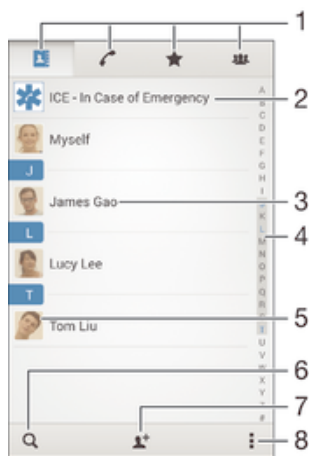 1
ICE - In Case of Emergency
2
Myself
J
James Gao
3
L
4
Lucy Lee
T
Tom Liu
5
6
7
8
A
B
C
D
E
F
G
H
I
K
L
M
N
O
P
Q
R
U
V
W
X
Y
#